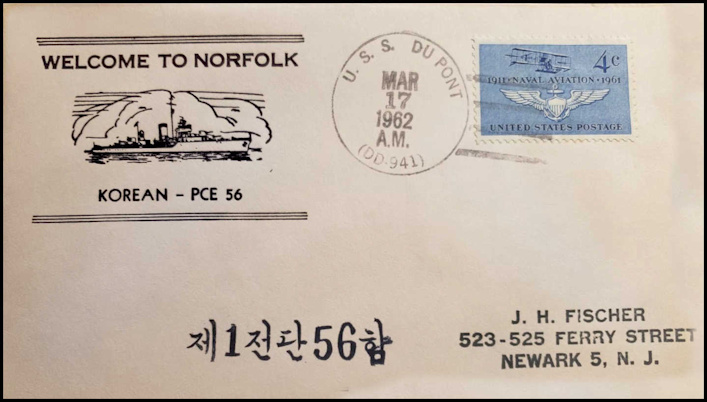 WELCOME TO NORFOLK
KOREAN - PCE 56
U. S. S. DU PONT
MAR
17
1962
A.M.
(DD-941)
4c
1911·NAVAL AVIATION·1961
UNITED STATES POSTAGE
제1전단56함
J. H. FISCHER
523-525 FERRY STREET
NEWARK 5, N. J.